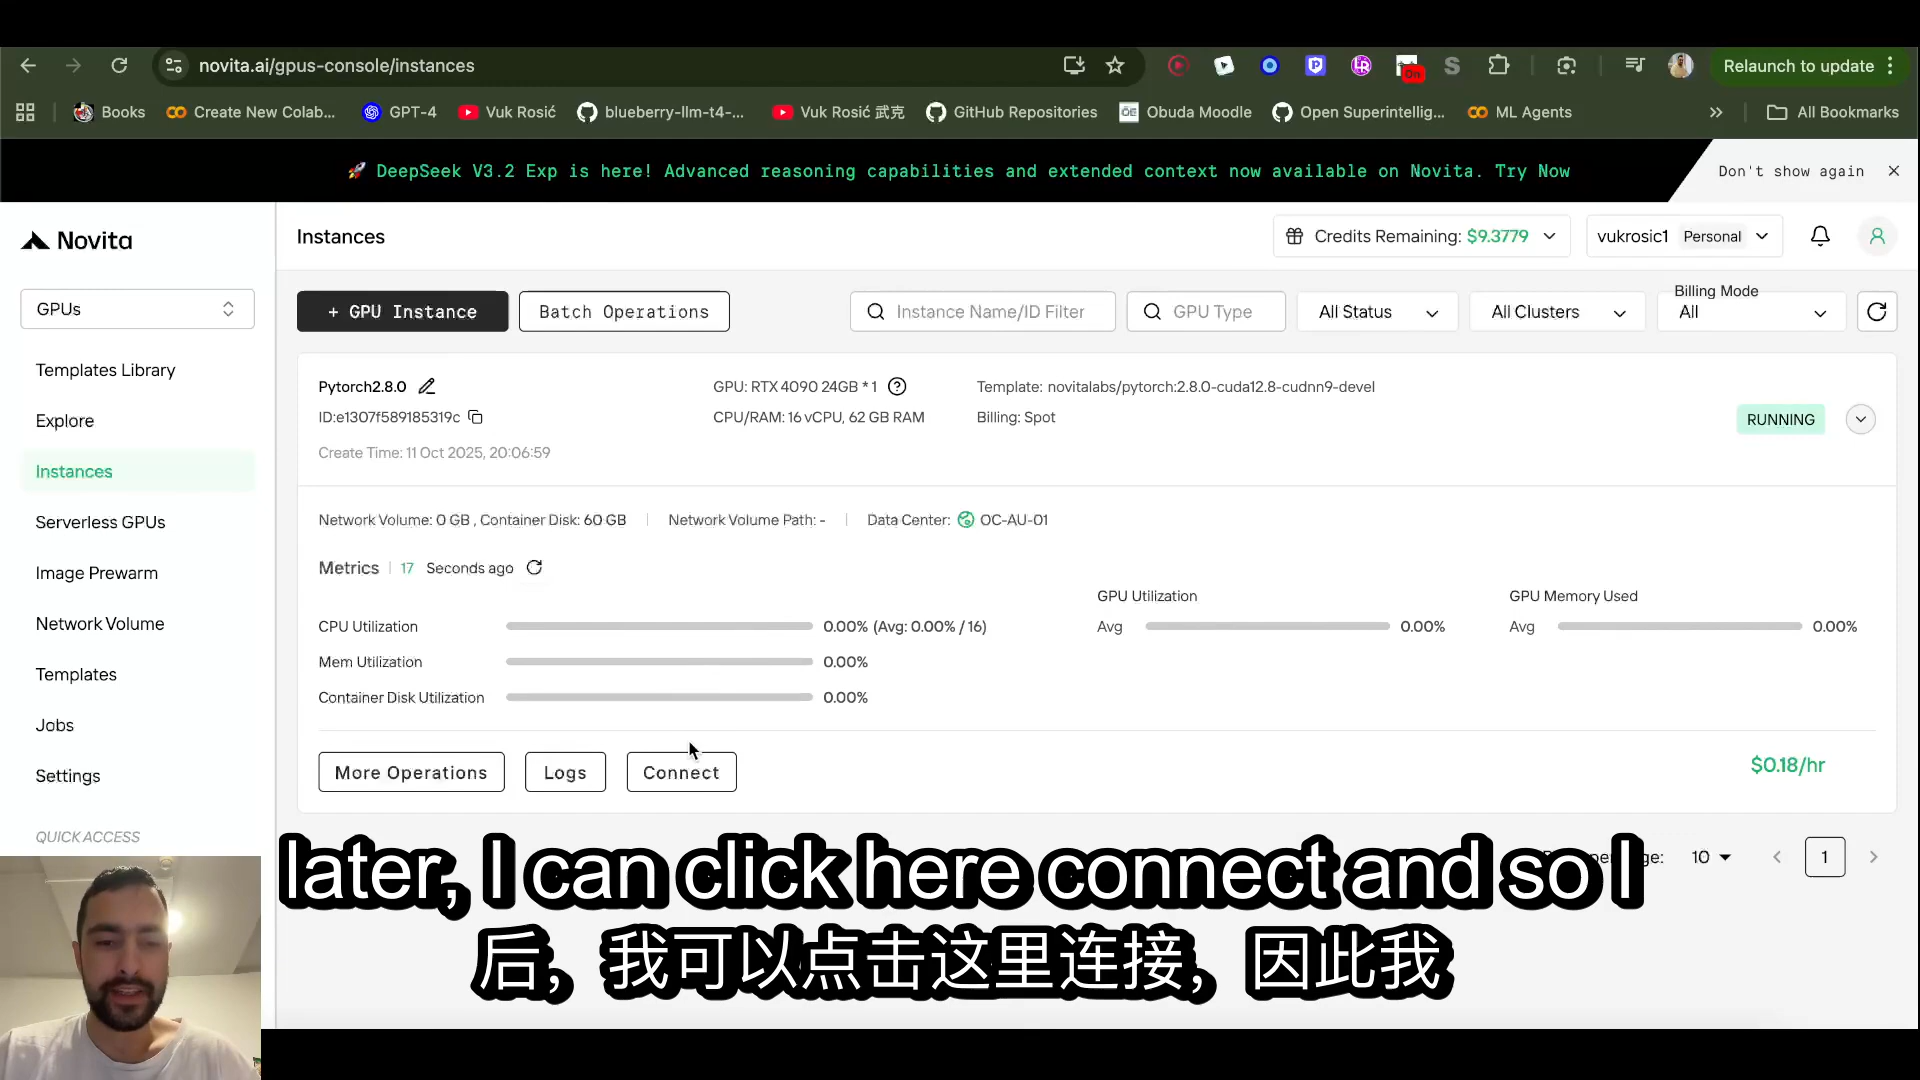 novita.ai/gpus-console/instances
On
Relaunch to update
Books
Create New Colab...
GPT-4
Vuk Rosić
blueberry-llm-t4-...
Vuk Rosić 武克
GitHub Repositories
Obuda Moodle
Open Superintellig...
ML Agents
All Bookmarks
🚀 DeepSeek V3.2 Exp is here! Advanced reasoning capabilities and extended context now available on Novita. Try Now
Don't show again
Novita
Instances
Credits Remaining: $9.3779
vukrosic1 Personal
GPUs
+ GPU Instance
Batch Operations
Instance Name/ID Filter
GPU Type
All Status
All Clusters
Billing Mode
All
Templates Library
Explore
Instances
Serverless GPUs
Image Prewarm
Network Volume
Templates
Jobs
Settings
QUICK ACCESS
Pytorch2.8.0
ID:e1307f589185319c
Create Time: 11 Oct 2025, 20:06:59
GPU: RTX 4090 24GB * 1
CPU/RAM: 16 vCPU, 62 GB RAM
Template: novitalabs/pytorch:2.8.0-cuda12.8-cudnn9-devel
Billing: Spot
RUNNING
Network Volume: 0 GB , Container Disk: 60 GB
Network Volume Path: -
Data Center: OC-AU-01
Metrics 17 Seconds ago
CPU Utilization 0.00% (Avg: 0.00% / 16)
Mem Utilization 0.00%
Container Disk Utilization 0.00%
GPU Utilization
Avg 0.00%
GPU Memory Used
Avg 0.00%
More Operations
Logs
Connect
$0.18/hr
10
1
later, I can click here connect and so I
后，我可以点击这里连接，因此我